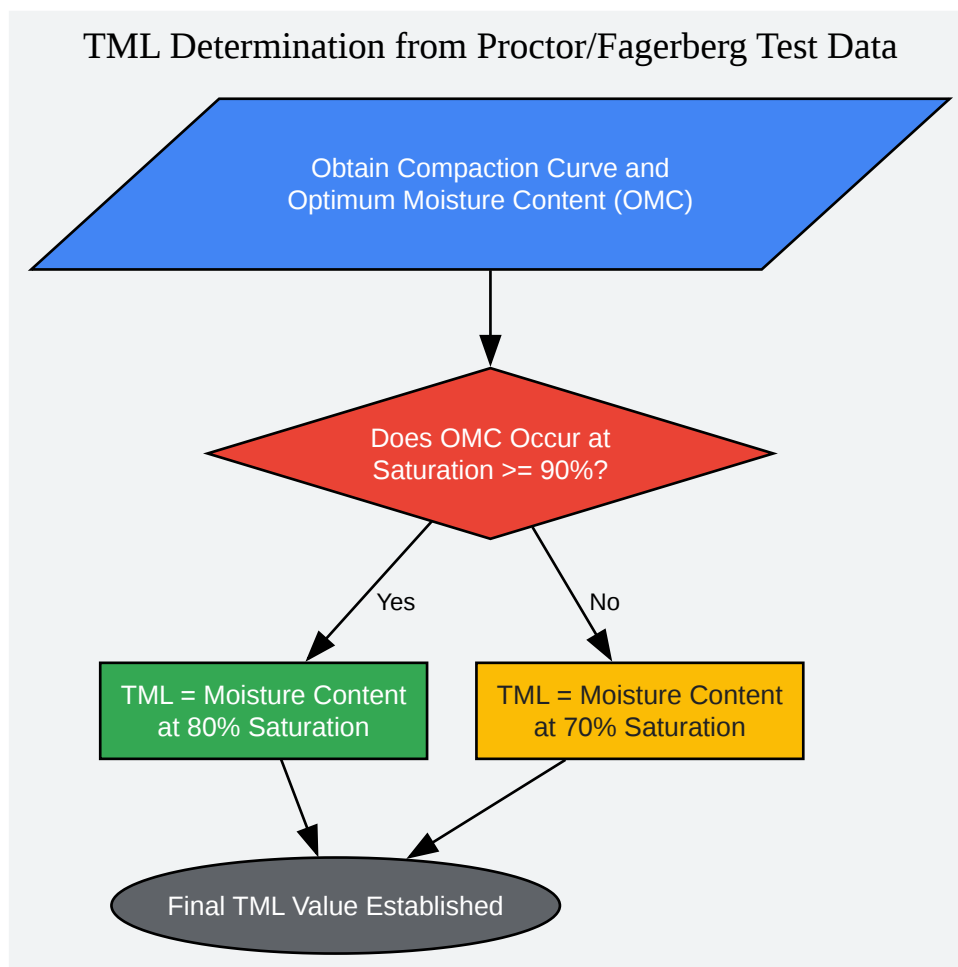 TML Determination from Proctor/Fagerberg Test Data
Obtain Compaction Curve and
Optimum Moisture Content (OMC)
Does OMC Occur at
Saturation >= 90%?
Yes
No
TML = Moisture Content
at 80% Saturation
TML = Moisture Content
at 70% Saturation
Final TML Value Established